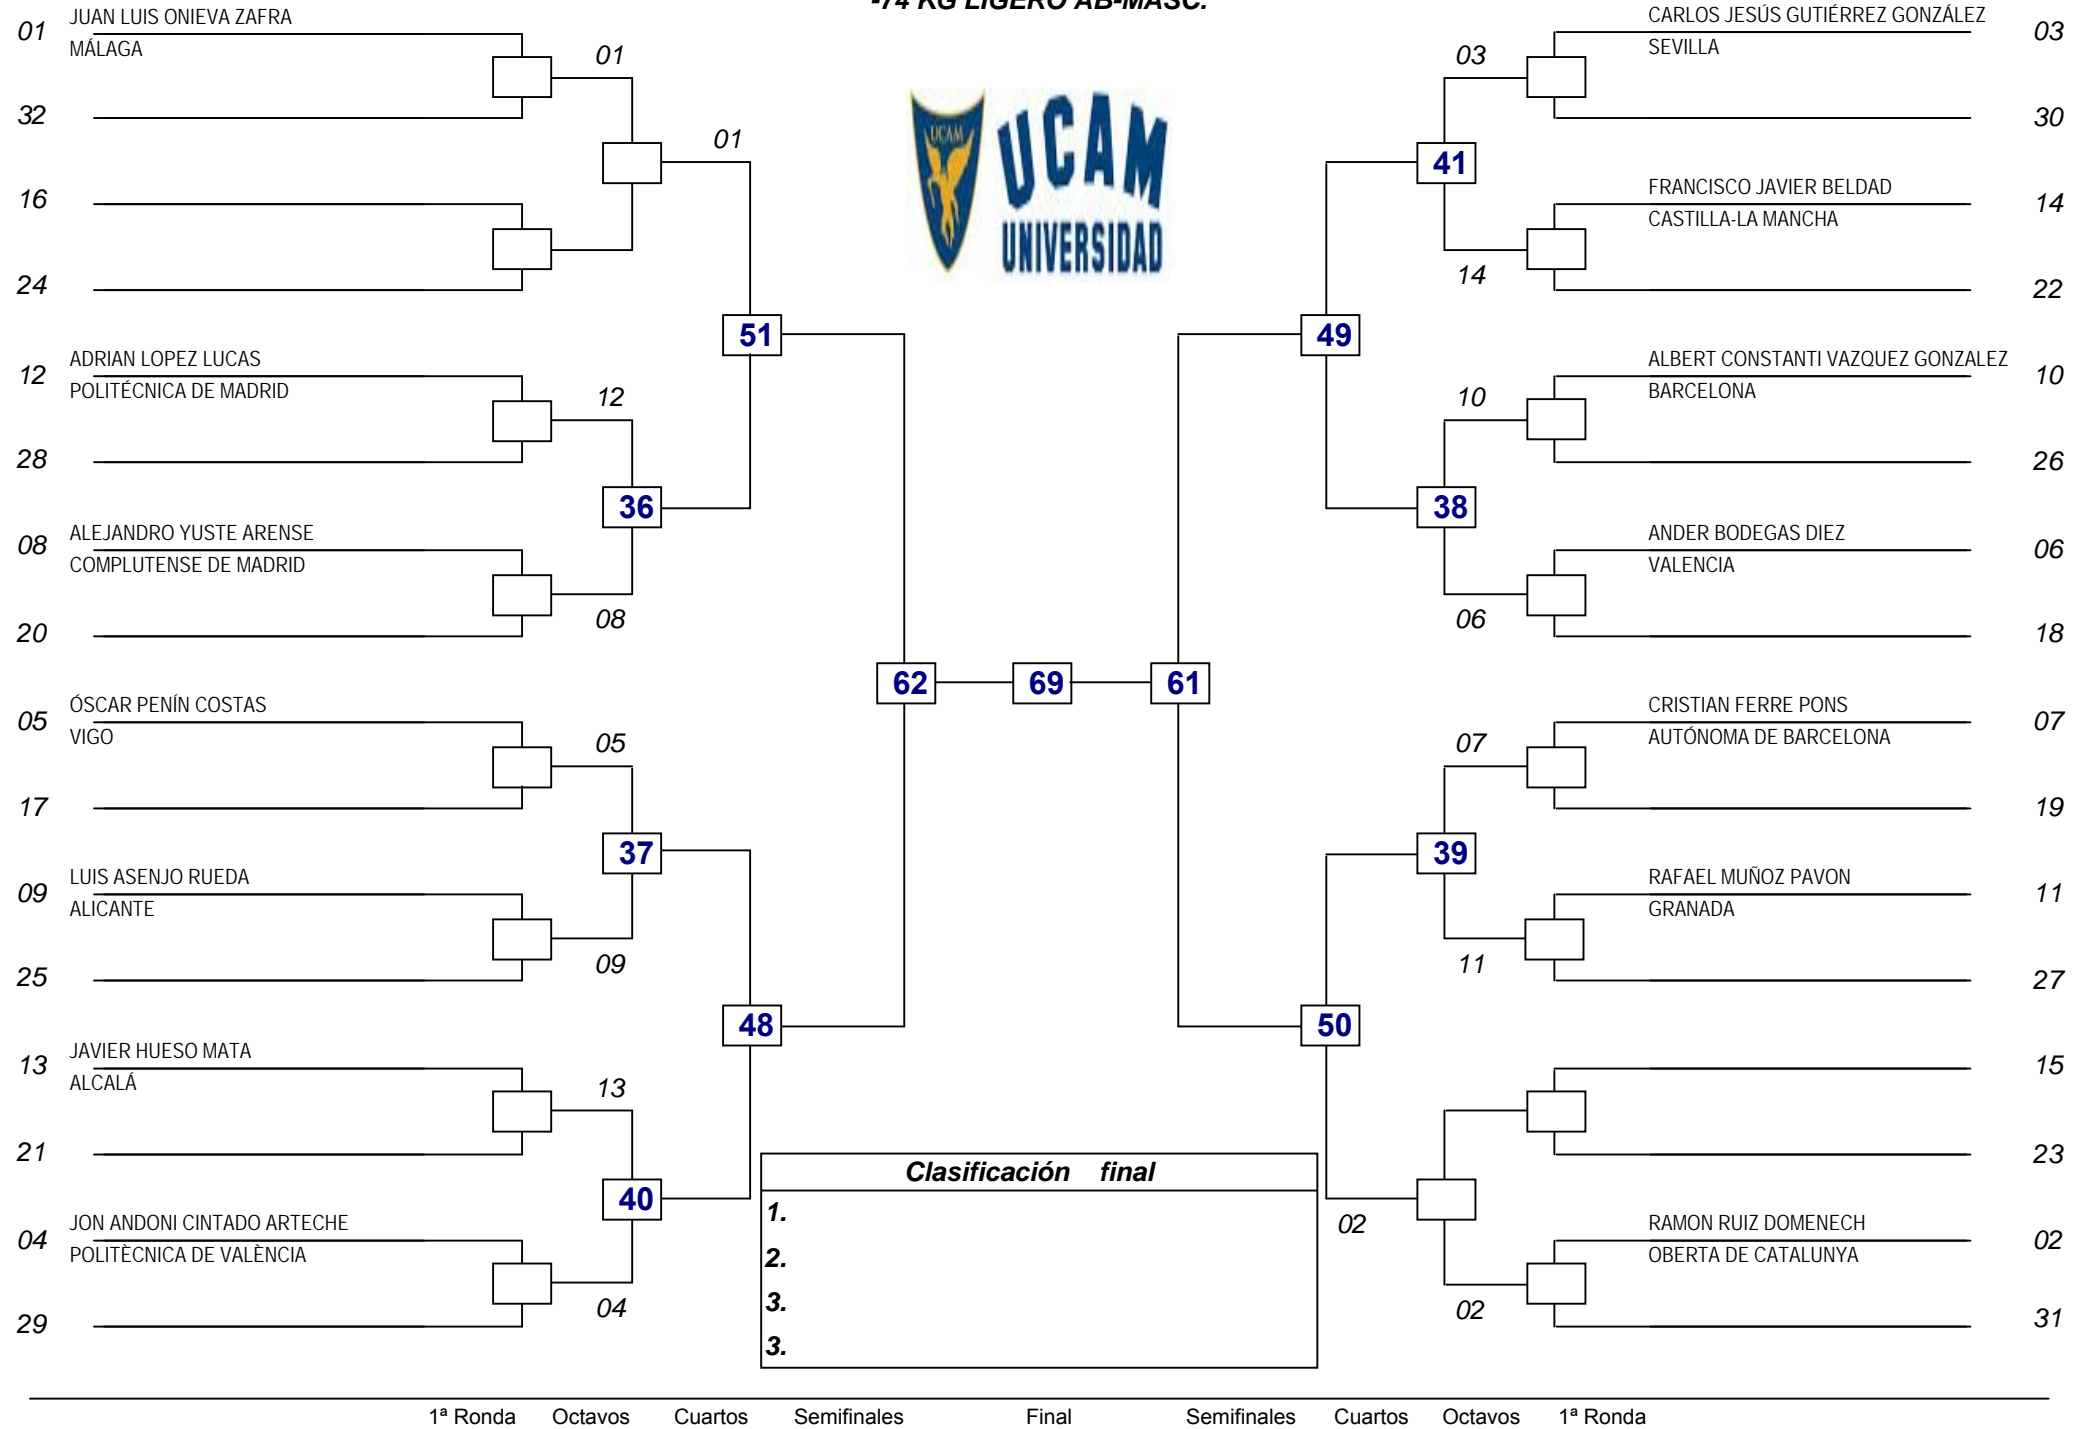 -74 KG LIGERO AB-MASC.
01 JUAN LUIS ONIEVA ZAFRA
MÁLAGA
01
32
01
16
24
51
12 ADRIAN LOPEZ LUCAS
POLITÉCNICA DE MADRID
12
28
36
08 ALEJANDRO YUSTE ARENSE
COMPLUTENSE DE MADRID
08
20
62
05 ÓSCAR PENÍN COSTAS
VIGO
05
17
37
09 LUIS ASENJO RUEDA
ALICANTE
09
25
48
13 JAVIER HUESO MATA
ALCALÁ
13
21
40
04 JON ANDONI CINTADO ARTECHE
POLITÈCNICA DE VALÈNCIA
04
29
UCAM
UCAM
UNIVERSIDAD
69
CARLOS JESÚS GUTIÉRREZ GONZÁLEZ 03
SEVILLA
03
30
41
FRANCISCO JAVIER BELDAD 14
CASTILLA-LA MANCHA
14
22
49
ALBERT CONSTANTI VAZQUEZ GONZALEZ 10
BARCELONA
10
26
38
ANDER BODEGAS DIEZ 06
VALENCIA
06
18
61
CRISTIAN FERRE PONS 07
AUTÓNOMA DE BARCELONA
07
19
39
RAFAEL MUÑOZ PAVON 11
GRANADA
11
27
50
15
23
02
RAMON RUIZ DOMENECH 02
OBERTA DE CATALUNYA
02
31
Clasificación final
1.
2.
3.
3.
1ª Ronda Octavos Cuartos Semifinales Final Semifinales Cuartos Octavos 1ª Ronda